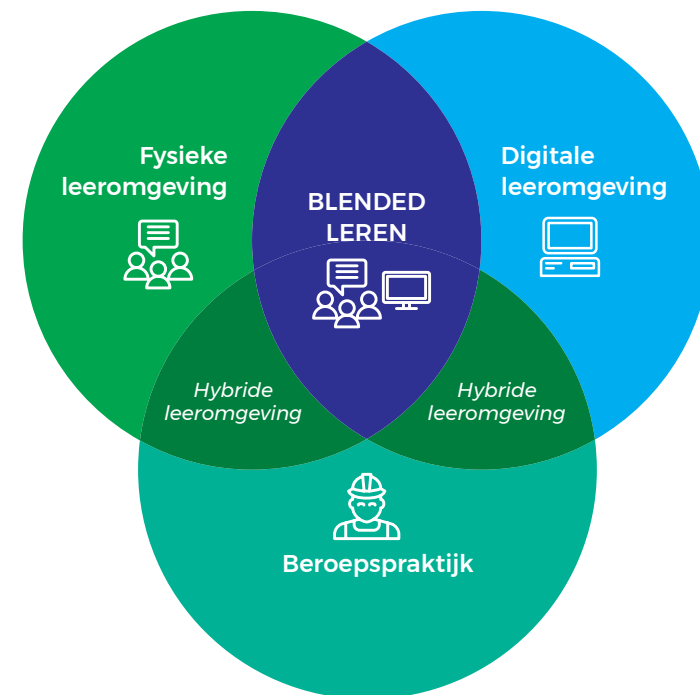 Fysieke
leeromgeving
Digitale
leeromgeving
BLENDED
LEREN
Hybride
leeromgeving
Hybride
leeromgeving
Beroepspraktijk